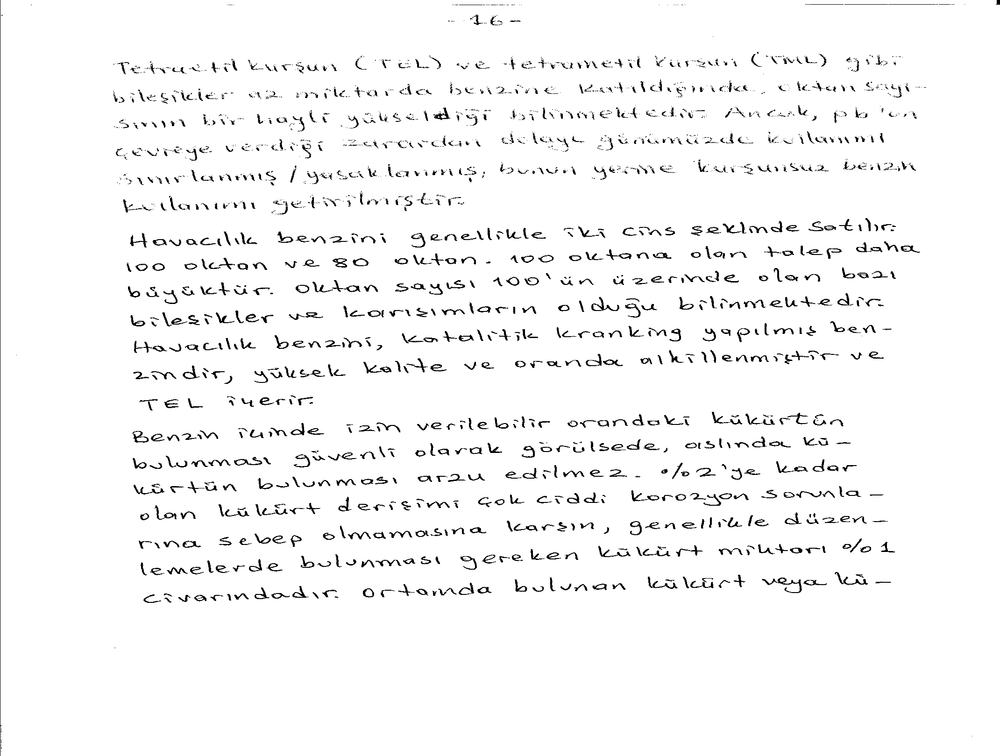 - 16 -
Tetraetil kurşun (TEL) ve tetrametil kurşun (TML) gibi
bileşikler az miktarda benzine katıldığında, oktan sayı-
sının bir hayli yükseldiği bilinmektedir. Ancak, pb'un
çevreye verdiği zarardan dolayı günümüzde kullanımı
sınırlanmış / yasaklanmış, bunun yerine kurşunsuz benzin
kullanımı getirilmiştir.
Havacılık benzini genellikle iki cins şeklinde satılır.
100 oktan ve 80 oktan. 100 oktana olan talep daha
büyüktür. Oktan sayısı 100'ün üzerinde olan bazı
bileşikler ve karışımların olduğu bilinmektedir.
Havacılık benzini, katalitik kranking yapılmış ben-
zindir, yüksek kalite ve oranda alkillenmiştir ve
TEL içerir.
Benzin içinde izin verilebilir orandaki kükürtün
bulunması güvenli olarak görülsede, aslında kü-
kürtün bulunması arzu edilmez. %2'ye kadar
olan kükürt derişimi çok ciddi korozyon sorunla-
rına sebep olmamasına karşın, genellikle düzen-
lemelerde bulunması gereken kükürt miktarı %1
civarındadır. Ortamda bulunan kükürt veya kü-